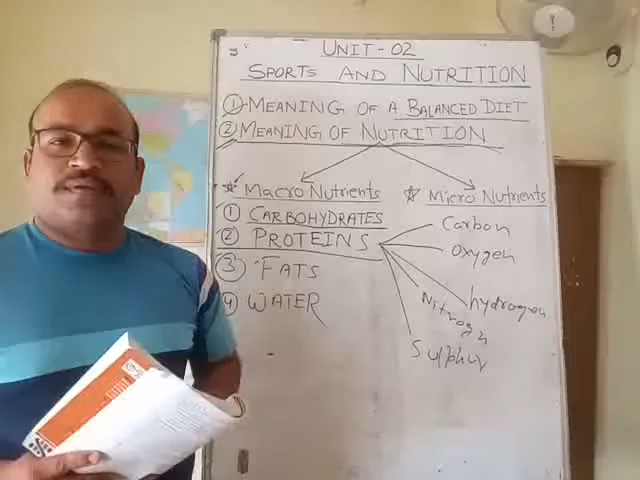 UNIT-02
SPORTS AND NUTRITION
① MEANING OF A BALANCED DIET
② MEANING OF NUTRITION
MACRO NUTRIENTS
① CARBOHYDRATES
② PROTEINS
③ FATS
④ WATER
MICRO NUTRIENTS
Carbon
Oxygen
hydrogen
Nitrogen
Sulphur